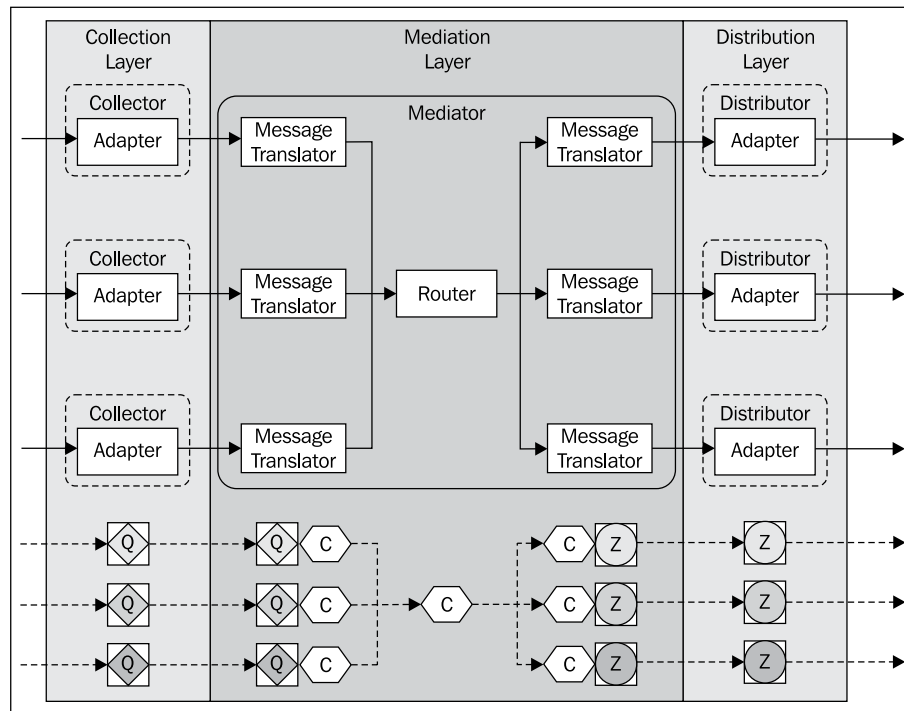 Collection
Layer
Mediation
Layer
Distribution
Layer
Mediator
Collector
Adapter
Message
Translator
Message
Translator
Distributor
Adapter
Collector
Adapter
Message
Translator
Router
Message
Translator
Distributor
Adapter
Collector
Adapter
Message
Translator
Message
Translator
Distributor
Adapter
Q Q C C Z Z
Q Q C C C Z Z
Q Q C C Z Z